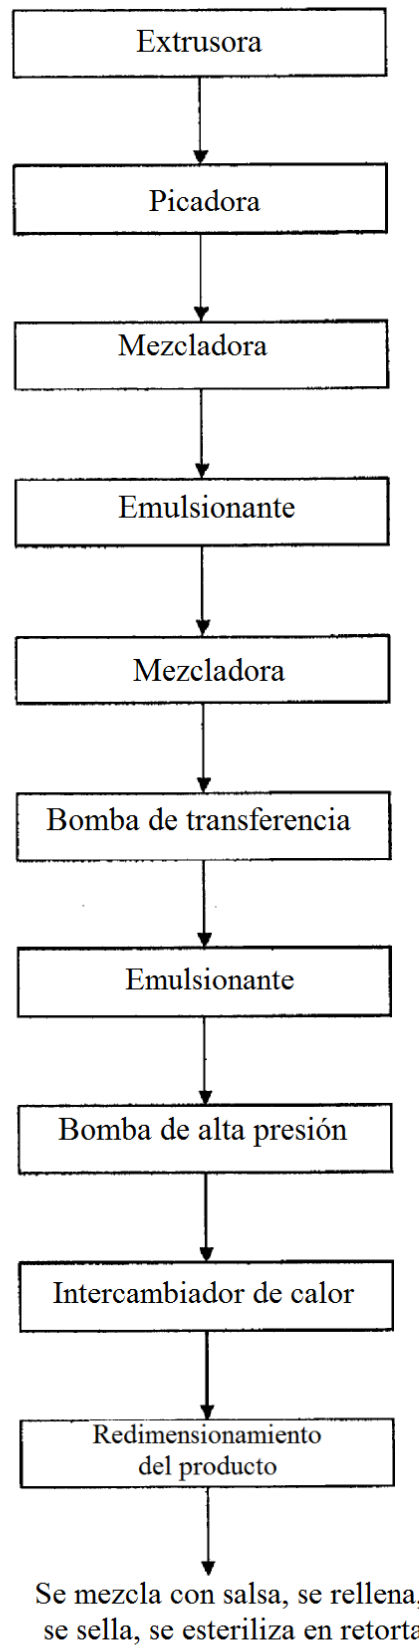 Extrusora
Picadora
Mezcladora
Emulsionante
Mezcladora
Bomba de transferencia
Emulsionante
Bomba de alta presión
Intercambiador de calor
Redimensionamiento
del producto
Se mezcla con salsa, se rellena,
se sella, se esteriliza en retorta